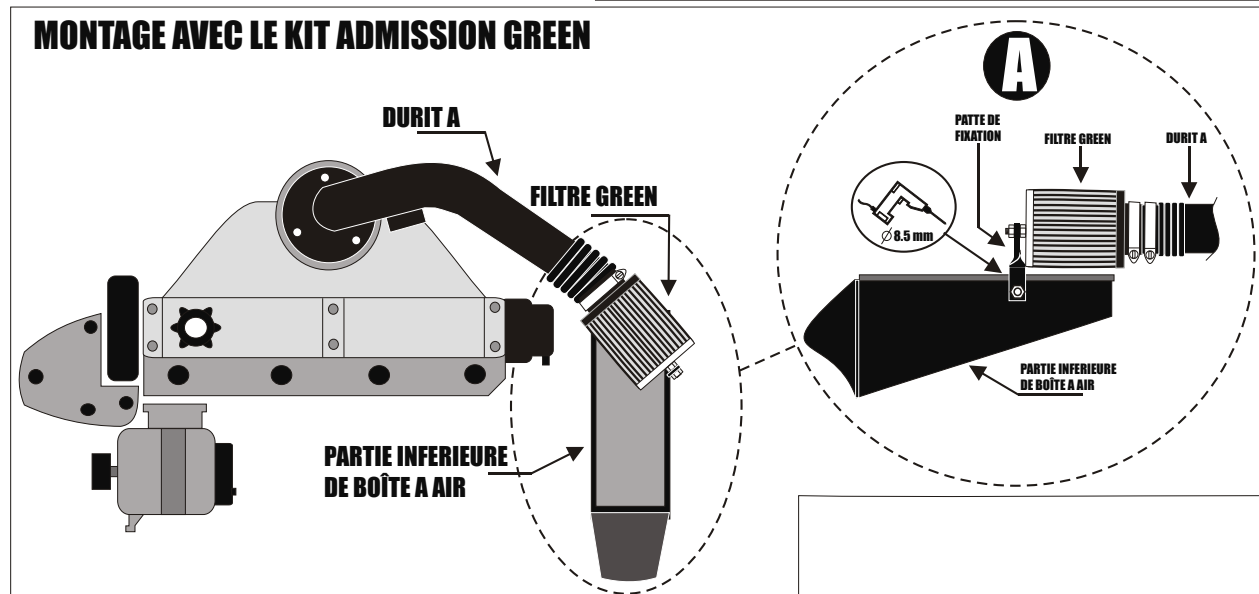 MONTAGE AVEC LE KIT ADMISSION GREEN
DURIT A
FILTRE GREEN
PARTIE INFERIEURE
DE BOÎTE A AIR
A
PATTE DE
FIXATION
FILTRE GREEN
DURIT A
∅ 8.5 mm
PARTIE INFERIEURE
DE BOÎTE A AIR